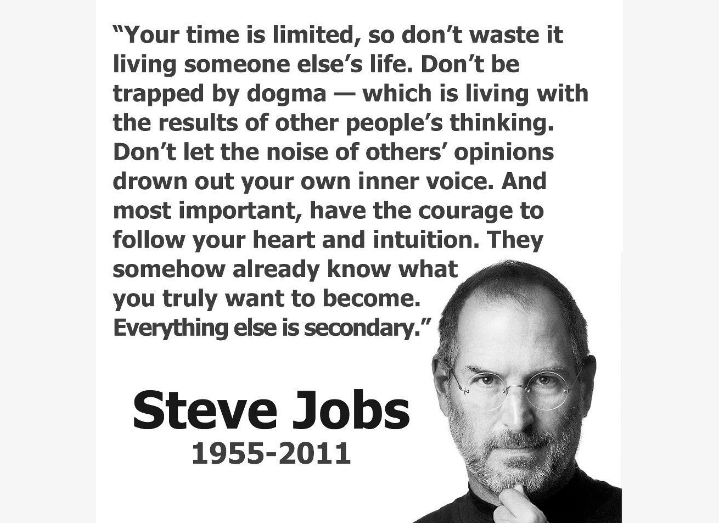 “Your time is limited, so don’t waste it
living someone else’s life. Don’t be
trapped by dogma — which is living with
the results of other people’s thinking.
Don’t let the noise of others’ opinions
drown out your own inner voice. And
most important, have the courage to
follow your heart and intuition. They
somehow already know what
you truly want to become.
Everything else is secondary.”
Steve Jobs
1955-2011